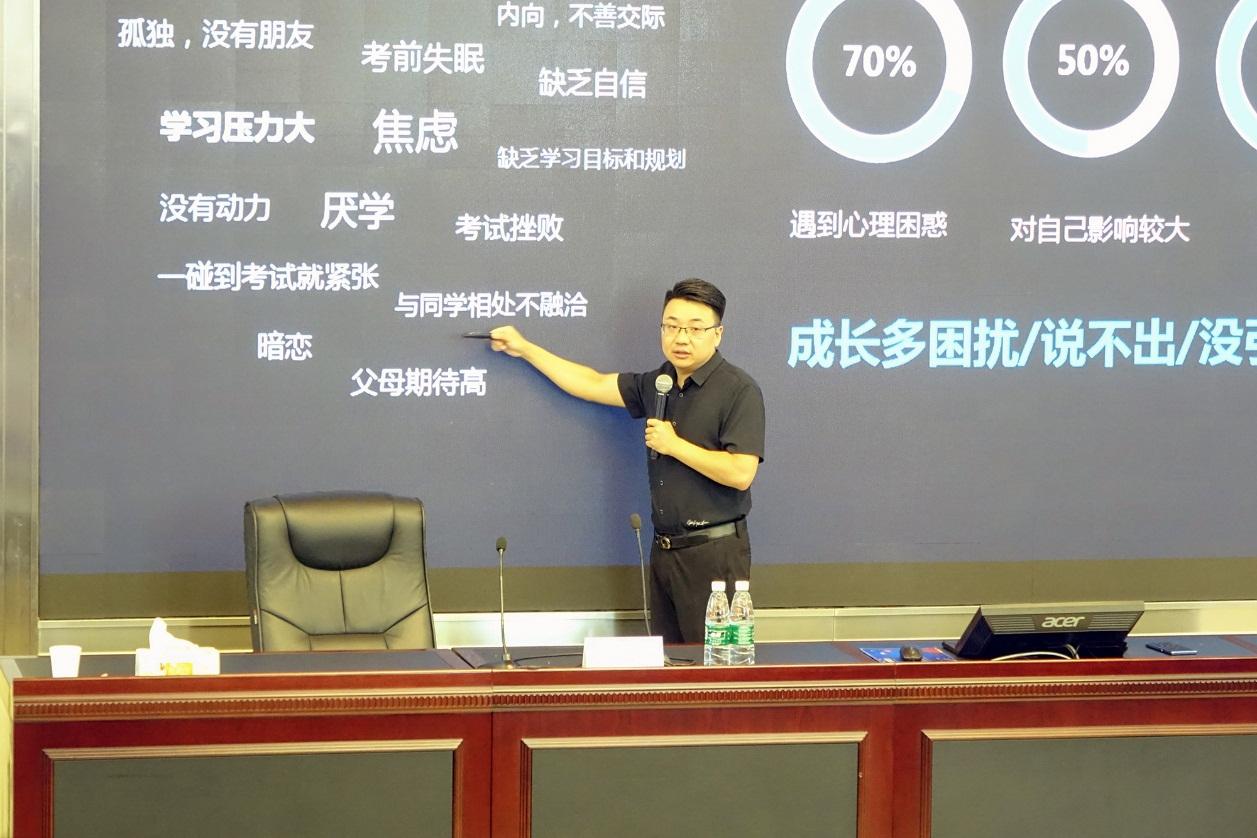 内向，不善交际
孤独，没有朋友
考前失眠
缺乏自信
学习压力大
焦虑
缺乏学习目标和规划
没有动力
厌学
考试挫败
一碰到考试就紧张
与同学相处不融洽
暗恋
父母期待高
70%
50%
遇到心理困惑
对自己影响较大
成长多困扰/说不出/没
acer